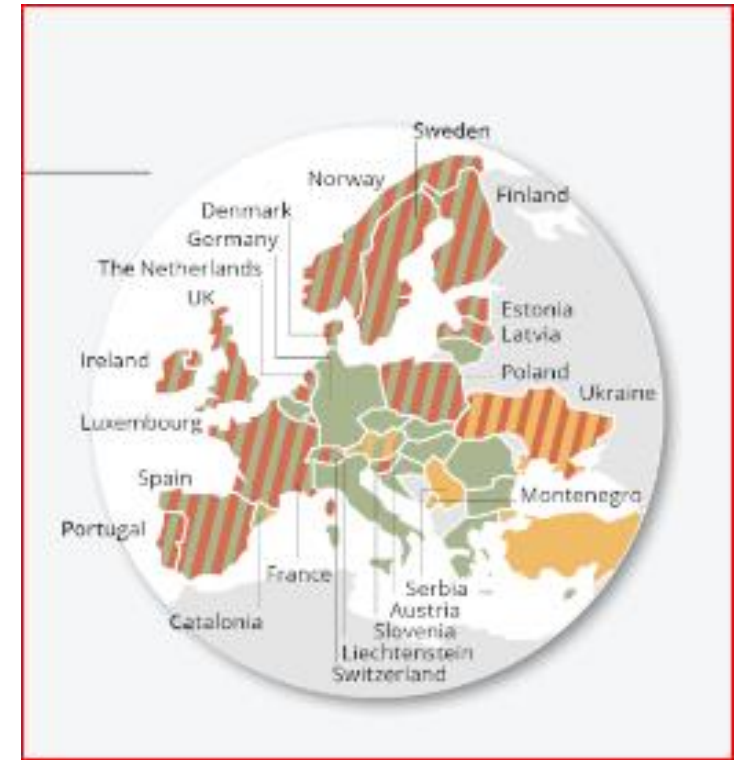 Sweden
Norway
Finland
Denmark
Germany
The Netherlands
UK
Estonia
Latvia
Ireland
Poland
Ukraine
Luxembourg
Spain
Montenegro
Portugal
France
Serbia
Austria
Catalonia
Slovenia
Liechtenstein
Switzerland